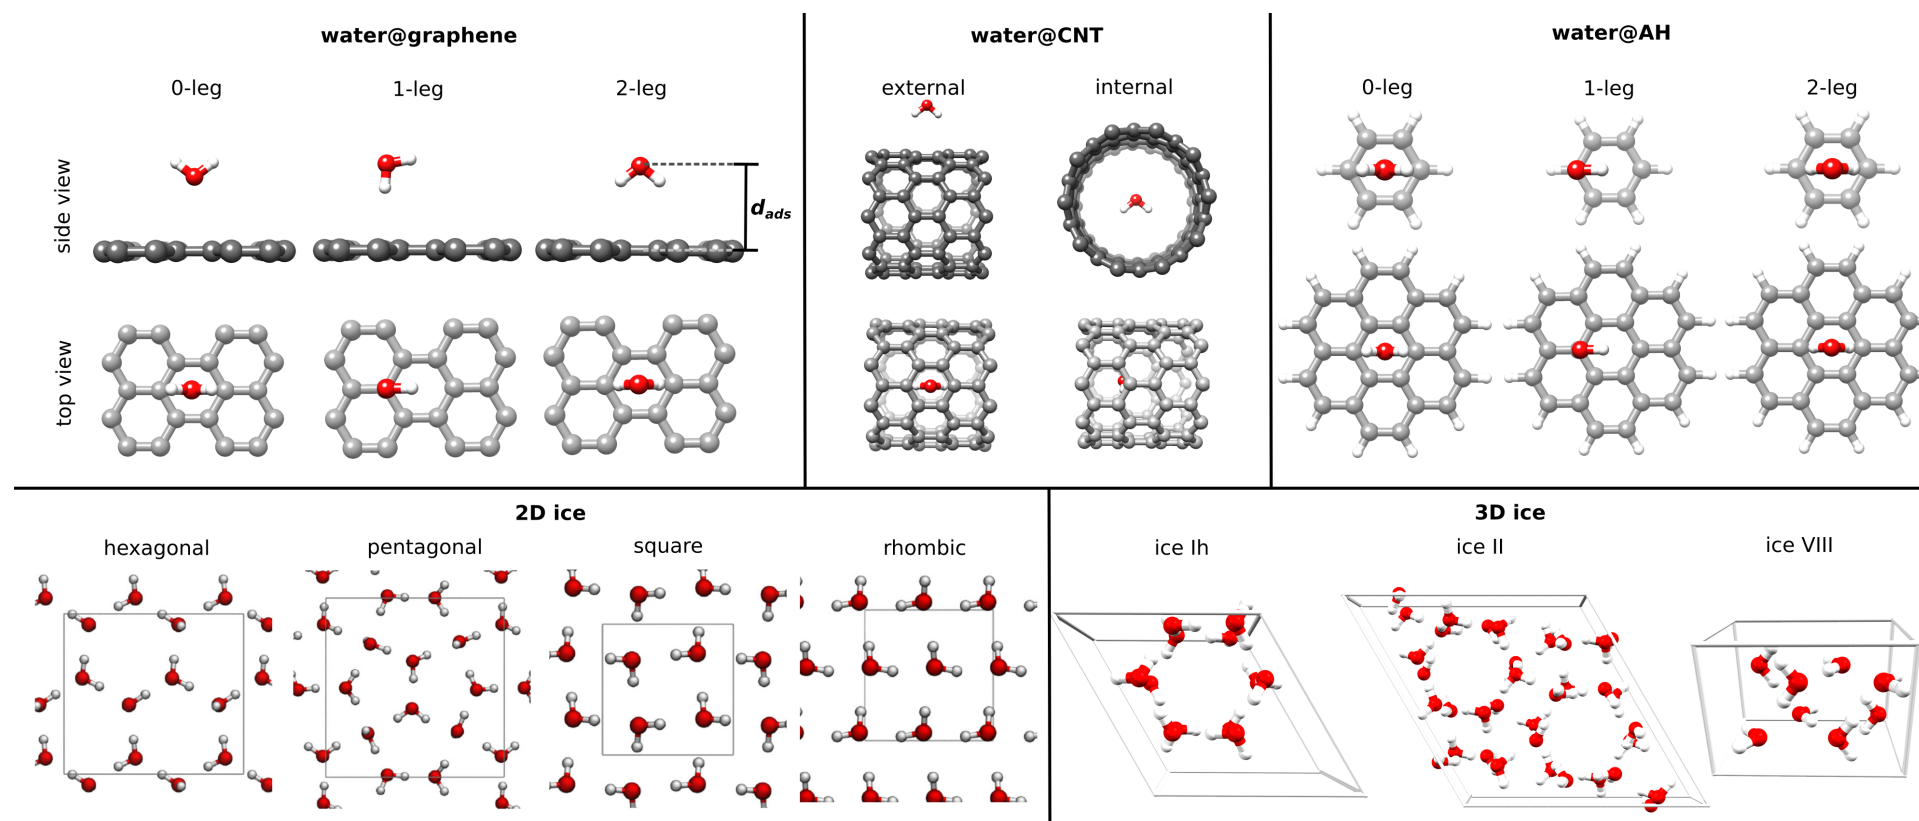 water@graphene
0-leg
1-leg
2-leg
side view
d_ads
top view
water@CNT
external
internal
water@AH
0-leg
1-leg
2-leg
2D ice
hexagonal
pentagonal
square
rhombic
3D ice
ice Ih
ice II
ice VIII